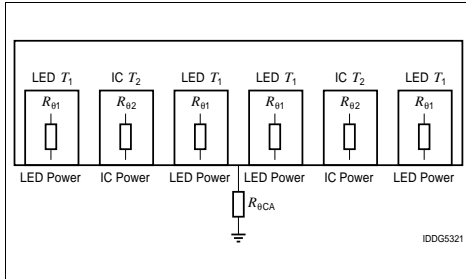 LED T₁ IC T₂ LED T₁ LED T₁ IC T₂ LED T₁
Rθ1 Rθ2 Rθ1 Rθ1 Rθ2 Rθ1
LED Power IC Power LED Power LED Power IC Power LED Power
RθCA
IDDG5321